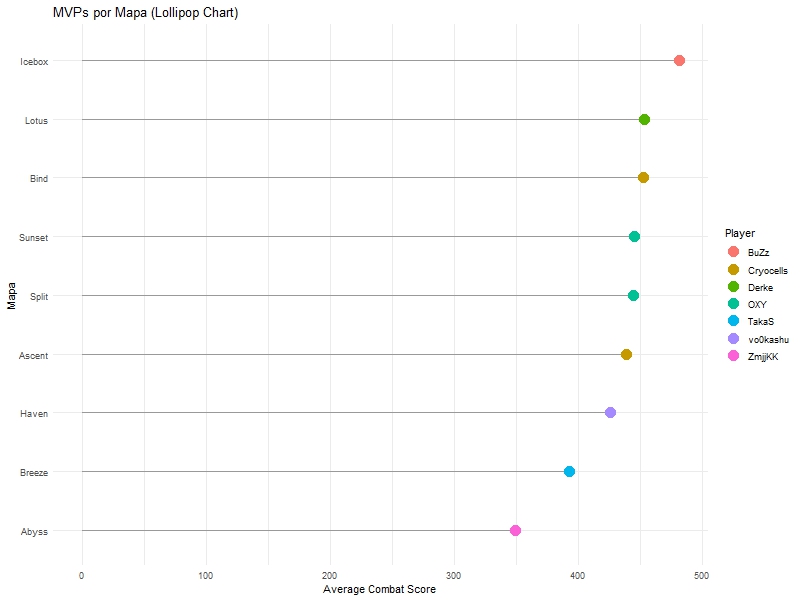 MVPs por Mapa (Lollipop Chart)
Mapa
Icebox
Lotus
Bind
Sunset
Split
Ascent
Haven
Breeze
Abyss
0 100 200 300 400 500
Average Combat Score
Player
BuZz
Cryocells
Derke
OXY
TakaS
vo0kashu
ZmjjKK